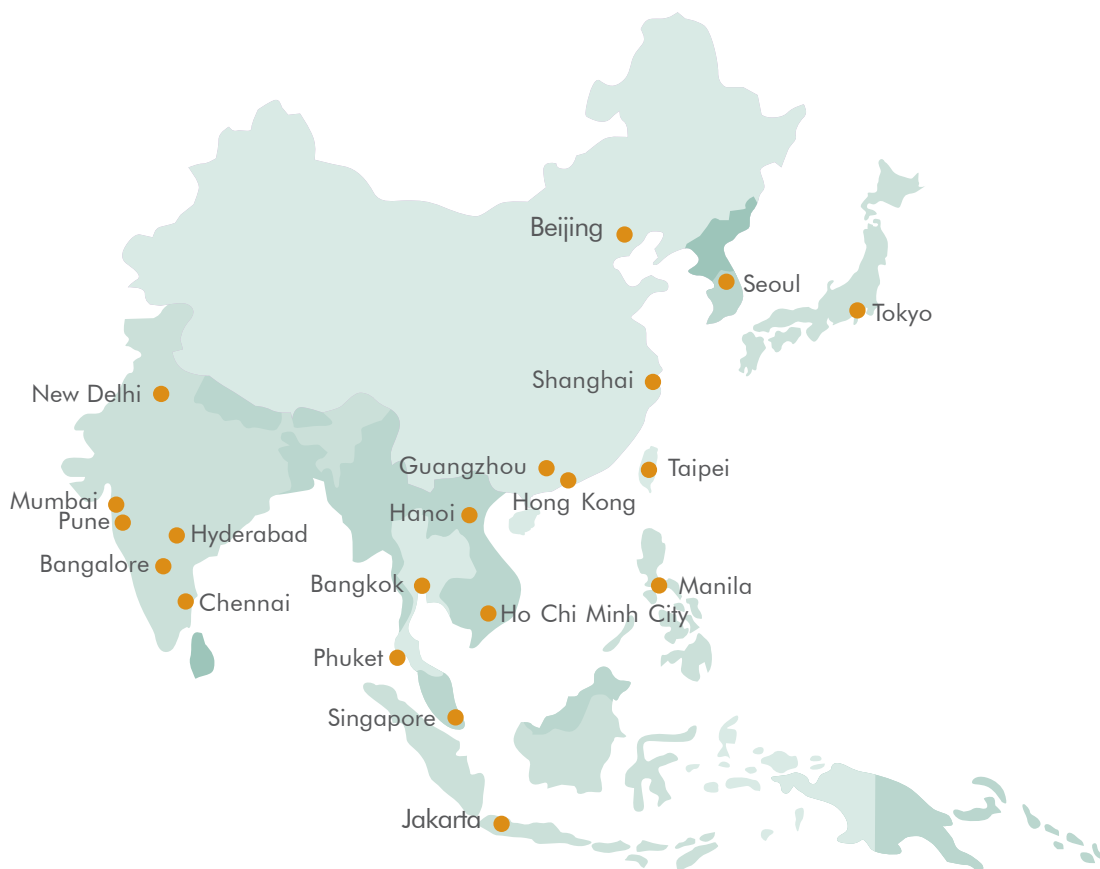 Beijing
Seoul
Tokyo
Shanghai
New Delhi
Guangzhou
Taipei
Mumbai
Hong Kong
Pune
Hanoi
Hyderabad
Bangalore
Bangkok
Manila
Chennai
Ho Chi Minh City
Phuket
Singapore
Jakarta